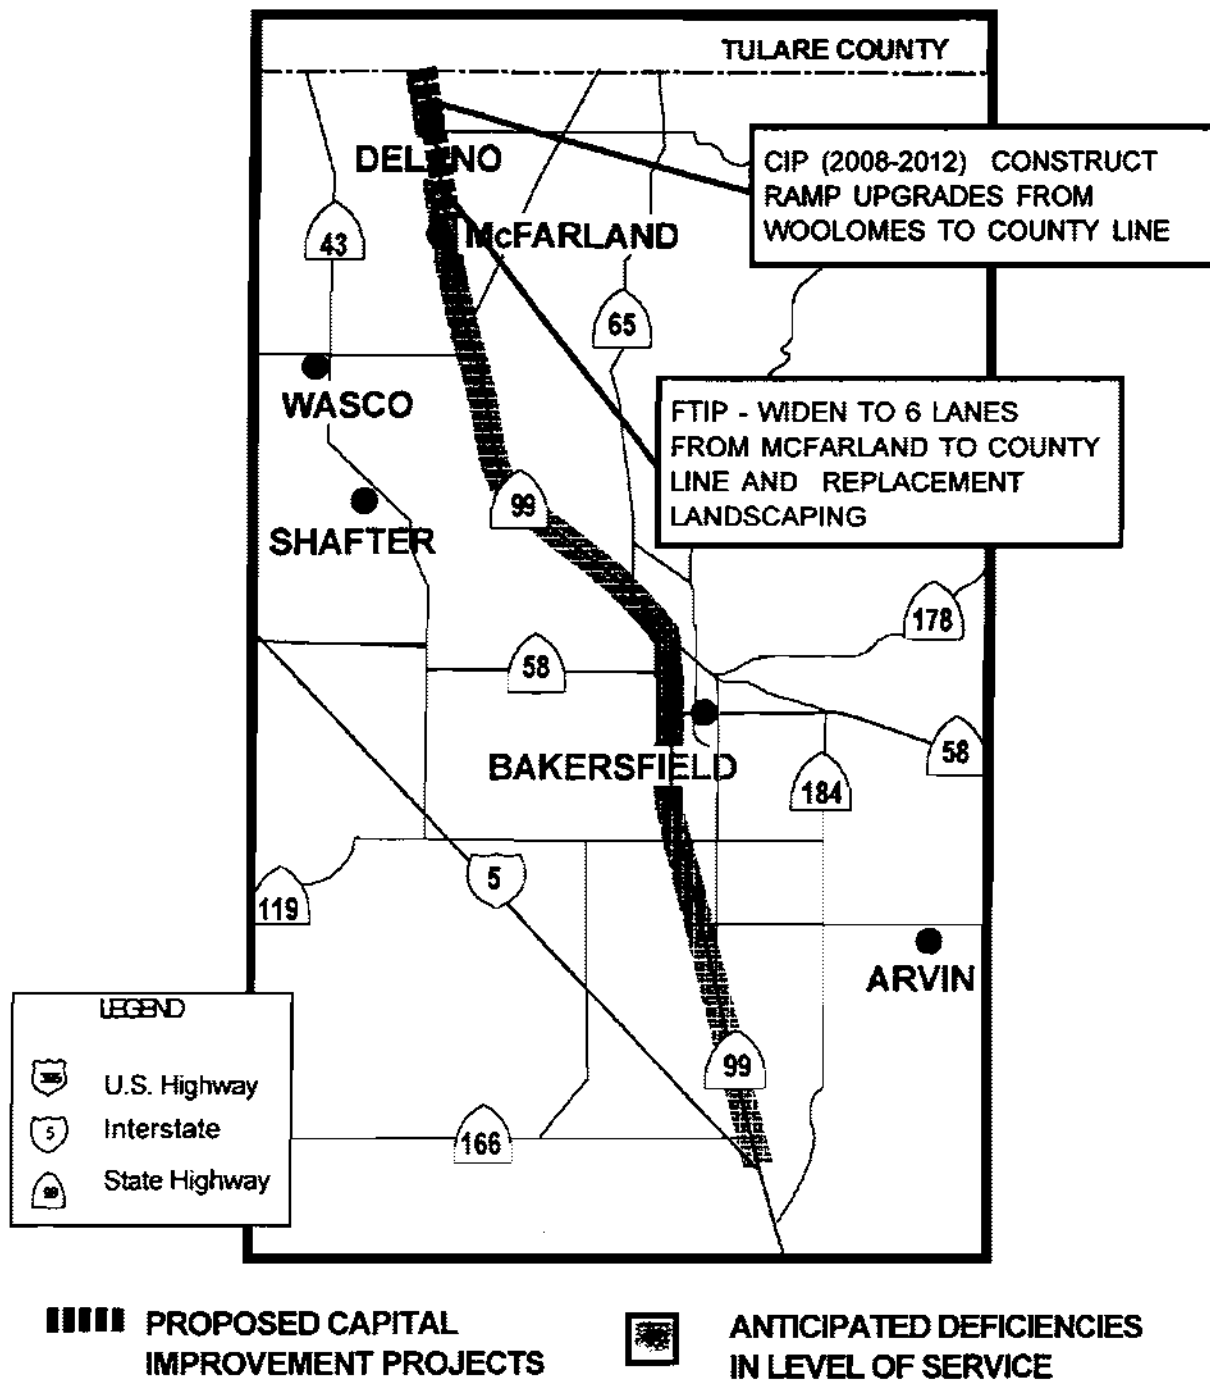 TULARE COUNTY
CIP (2008-2012) CONSTRUCT
RAMP UPGRADES FROM
WOOLOMES TO COUNTY LINE
DELANO
McFARLAND
43
65
WASCO
FTIP - WIDEN TO 6 LANES
FROM MCFARLAND TO COUNTY
LINE AND REPLACEMENT
LANDSCAPING
99
SHAFTER
178
58
58
BAKERSFIELD
184
5
119
ARVIN
99
166
LEGEND
U.S. Highway
5
Interstate
99
State Highway
PROPOSED CAPITAL
IMPROVEMENT PROJECTS
ANTICIPATED DEFICIENCIES
IN LEVEL OF SERVICE